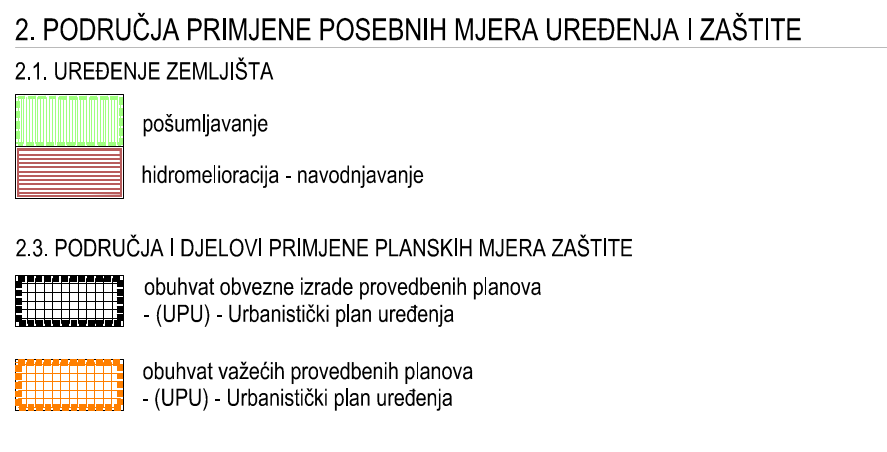 2. PODRUČJA PRIMJENE POSEBNIH MJERA UREĐENJA I ZAŠTITE
2.1. UREĐENJE ZEMLJIŠTA
pošumljavanje
hidromelioracija - navodnjavanje
2.3. PODRUČJA I DJELOVI PRIMJENE PLANSKIH MJERA ZAŠTITE
obuhvat obvezne izrade provedbenih planova
- (UPU) - Urbanistički plan uređenja
obuhvat važećih provedbenih planova
- (UPU) - Urbanistički plan uređenja